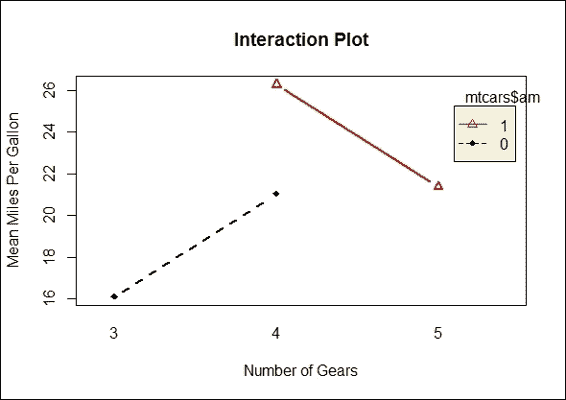 Interaction Plot
Mean Miles Per Gallon
26
24
22
20
18
16
mtcars$am
1
0
3 4 5
Number of Gears